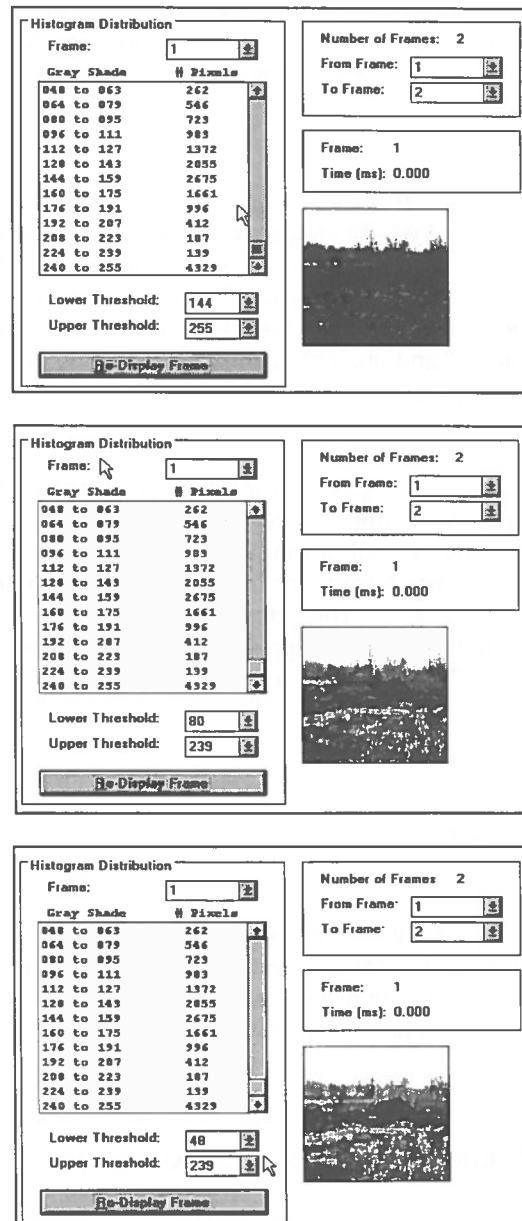 Histogram Distribution
Frame: 1
Gray Shade # Pixels
048 to 063 262
064 to 079 546
080 to 095 723
096 to 111 983
112 to 127 1372
128 to 143 2055
144 to 159 2675
160 to 175 1661
176 to 191 996
192 to 207 412
208 to 223 187
224 to 239 139
240 to 255 4329
Lower Threshold: 144
Upper Threshold: 255
Re-Display Frame
Number of Frames: 2
From Frame: 1
To Frame: 2
Frame: 1
Time (ms): 0.000
Histogram Distribution
Frame: 1
Gray Shade # Pixels
048 to 063 262
064 to 079 546
080 to 095 723
096 to 111 983
112 to 127 1372
128 to 143 2055
144 to 159 2675
160 to 175 1661
176 to 191 996
192 to 207 412
208 to 223 187
224 to 239 139
240 to 255 4329
Lower Threshold: 80
Upper Threshold: 239
Re-Display Frame
Number of Frames: 2
From Frame: 1
To Frame: 2
Frame: 1
Time (ms): 0.000
Histogram Distribution
Frame: 1
Gray Shade # Pixels
048 to 063 262
064 to 079 546
080 to 095 723
096 to 111 983
112 to 127 1372
128 to 143 2055
144 to 159 2675
160 to 175 1661
176 to 191 996
192 to 207 412
208 to 223 187
224 to 239 139
240 to 255 4329
Lower Threshold: 48
Upper Threshold: 239
Re-Display Frame
Number of Frames 2
From Frame: 1
To Frame: 2
Frame: 1
Time (ms): 0.000